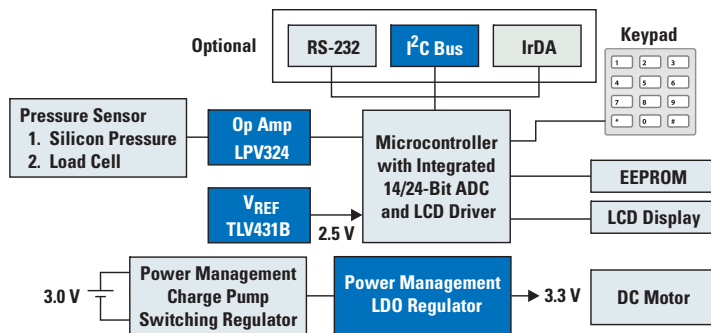 Optional
RS-232
I²C Bus
IrDA
Keypad
1 2 3
4 5 6
7 8 9
* 0 #
Pressure Sensor
1. Silicon Pressure
2. Load Cell
Op Amp
LPV324
Microcontroller
with Integrated
14/24-Bit ADC
and LCD Driver
EEPROM
LCD Display
VREF
TLV431B
2.5 V
3.0 V
Power Management
Charge Pump
Switching Regulator
Power Management
LDO Regulator
3.3 V
DC Motor